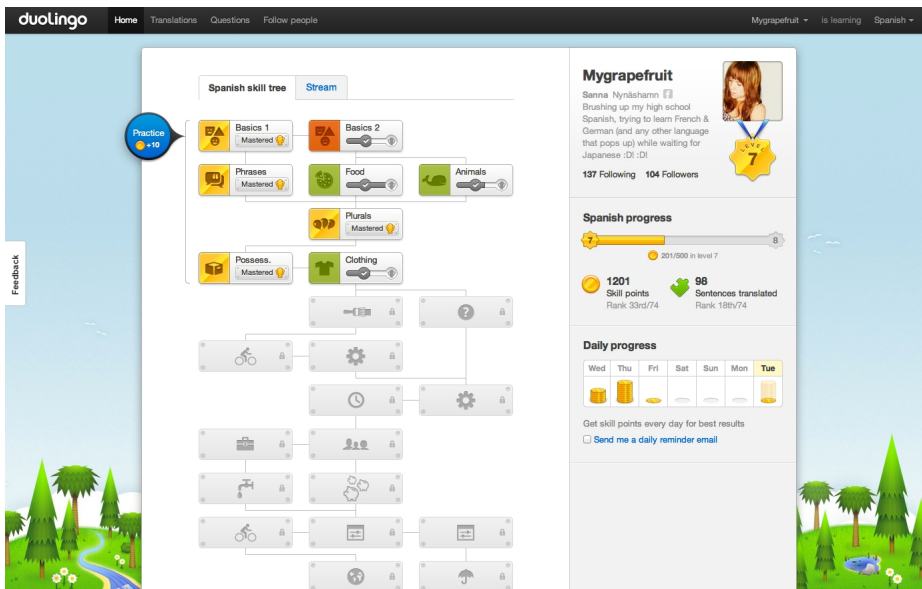 duolingo Home Translations Questions Follow people Mygrapefruit is learning Spanish
Spanish skill tree Stream
Practice
+10
Basics 1
Mastered
Basics 2
Phrases
Mastered
Food
Animals
Plurals
Mastered
Possess.
Mastered
Clothing
Feedback
Mygrapefruit
Sanna Nynäshamn
Brushing up my high school
Spanish, trying to learn French &
German (and any other language
that pops up) while waiting for
Japanese :D! :D!
137 Following 104 Followers
LEVEL
7
Spanish progress
7 8
201/500 in level 7
1201
Skill points
Rank 33rd/74
98
Sentences translated
Rank 18th/74
Daily progress
Wed Thu Fri Sat Sun Mon Tue
Get skill points every day for best results
Send me a daily reminder email